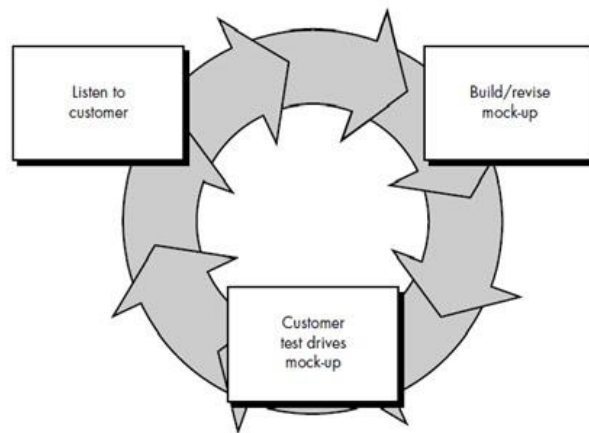 Listen to
customer
Build/revise
mock-up
Customer
test drives
mock-up